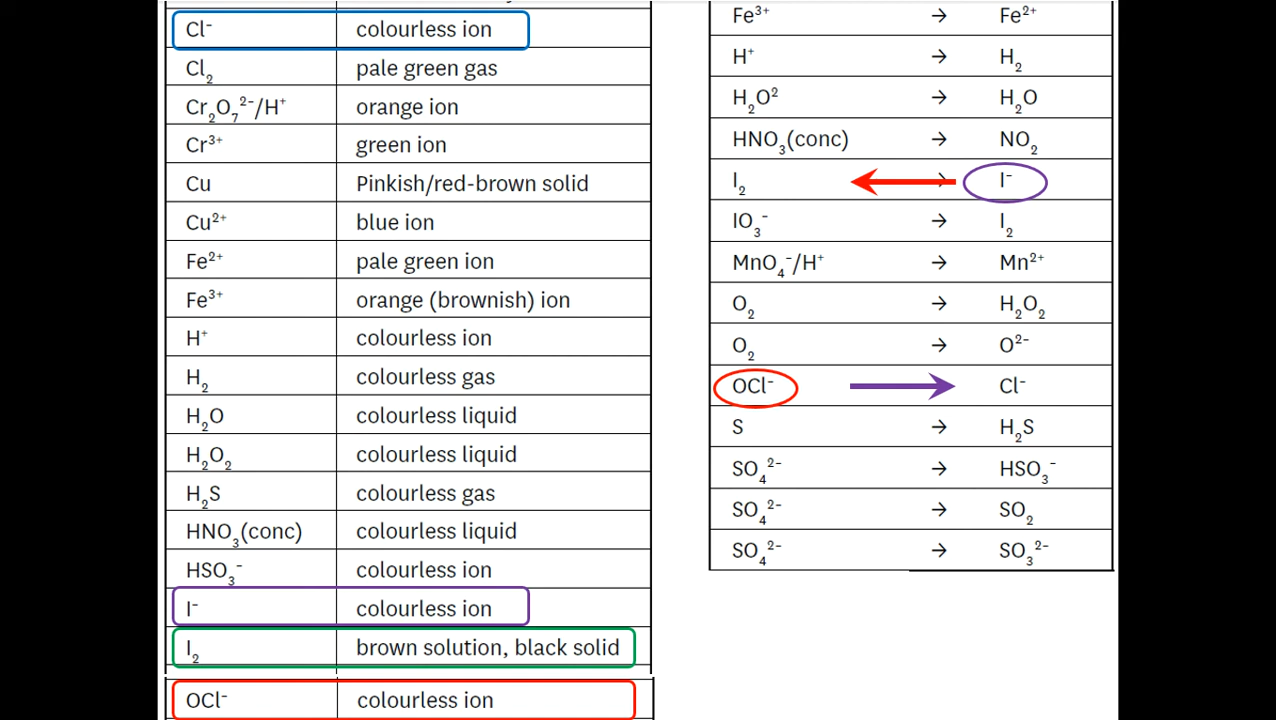 Cl⁻ colourless ion
Cl₂ pale green gas
Cr₂O₇²⁻/H⁺ orange ion
Cr³⁺ green ion
Cu Pinkish/red-brown solid
Cu²⁺ blue ion
Fe²⁺ pale green ion
Fe³⁺ orange (brownish) ion
H⁺ colourless ion
H₂ colourless gas
H₂O colourless liquid
H₂O₂ colourless liquid
H₂S colourless gas
HNO₃(conc) colourless liquid
HSO₃⁻ colourless ion
I⁻ colourless ion
I₂ brown solution, black solid
OCl⁻ colourless ion
Fe³⁺ → Fe²⁺
H⁺ → H₂
H₂O² → H₂O
HNO₃(conc) → NO₂
I₂ → I⁻
IO₃⁻ → I₂
MnO₄⁻/H⁺ → Mn²⁺
O₂ → H₂O₂
O₂ → O²⁻
OCl⁻ → Cl⁻
S → H₂S
SO₄²⁻ → HSO₃⁻
SO₄²⁻ → SO₂
SO₄²⁻ → SO₃²⁻